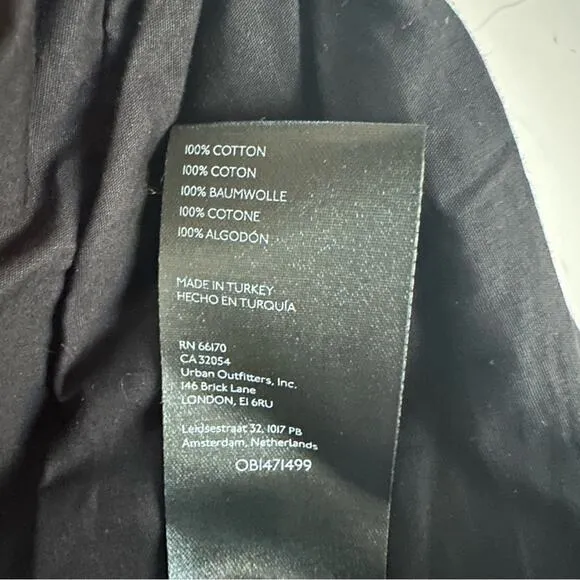 100% COTTON
100% COTON
100% BAUMWOLLE
100% COTONE
100% ALGODÓN
MADE IN TURKEY
HECHO EN TURQUÍA
RN 66170
CA 32054
Urban Outfitters, Inc.
146 Brick Lane
LONDON, E1 6RU
Leidsestraat 32, 1017 PB
Amsterdam, Netherlands
OB1471499